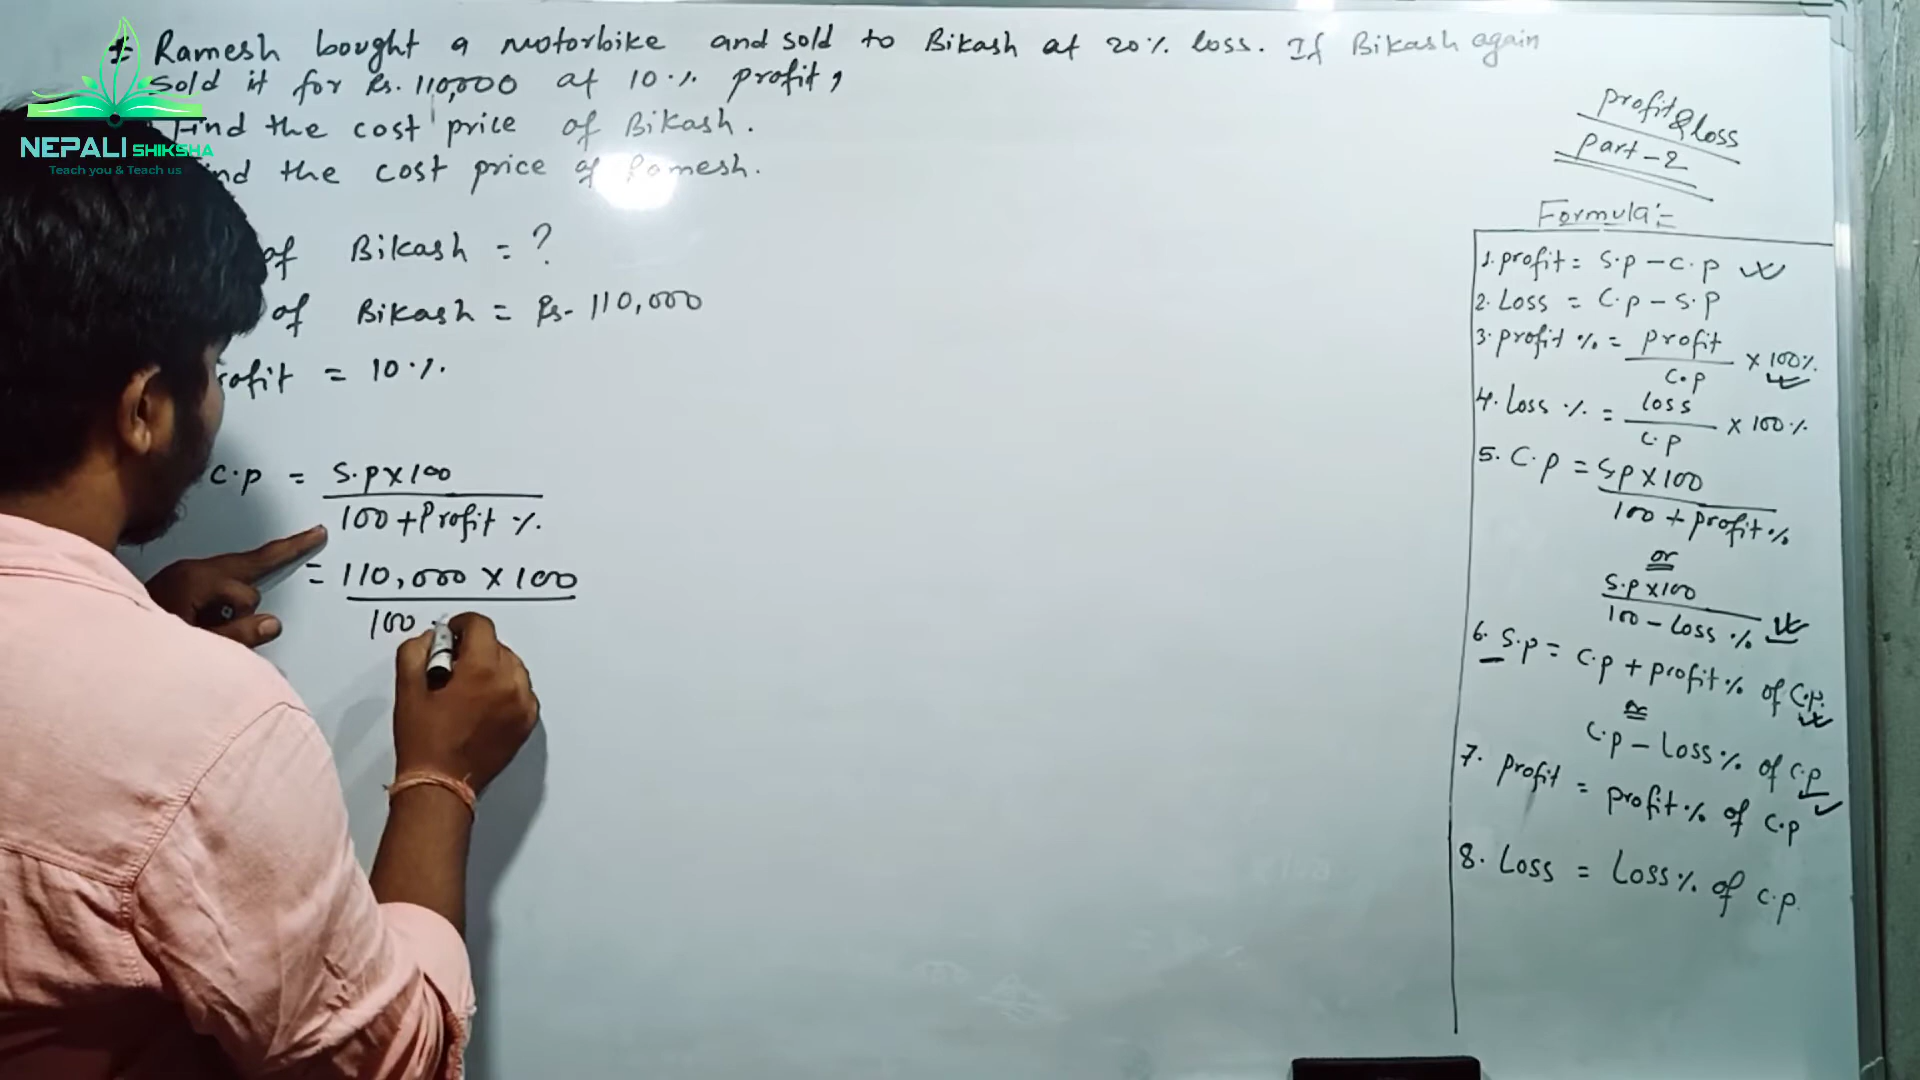 Ramesh bought a motorbike and sold to Bikash at 20% loss. If Bikash again
sold it for Rs. 110,000 at 10% profit,
Find the cost price of Bikash.
the cost price of Ramesh.
of Bikash = ?
of Bikash = Rs. 110,000
= 10%
C.p = S.p x 100
100 + Profit %
= 110,000 x 100
100
NEPALI SHIKSHA
Teach you & Teach us
profit & loss
Part-2
Formula :=
1. profit = S.p - C.p
2. Loss = C.p - S.p
3. profit % = profit x 100%
C.p
4. Loss % = loss x 100%
C.p
5. C.p = S.p x 100
100 + profit %
or
S.p x 100
100 - Loss %
6. S.p = C.p + profit % of C.p.
or
C.p - Loss % of C.p
7. profit = profit % of C.p
8. Loss = Loss % of C.p.